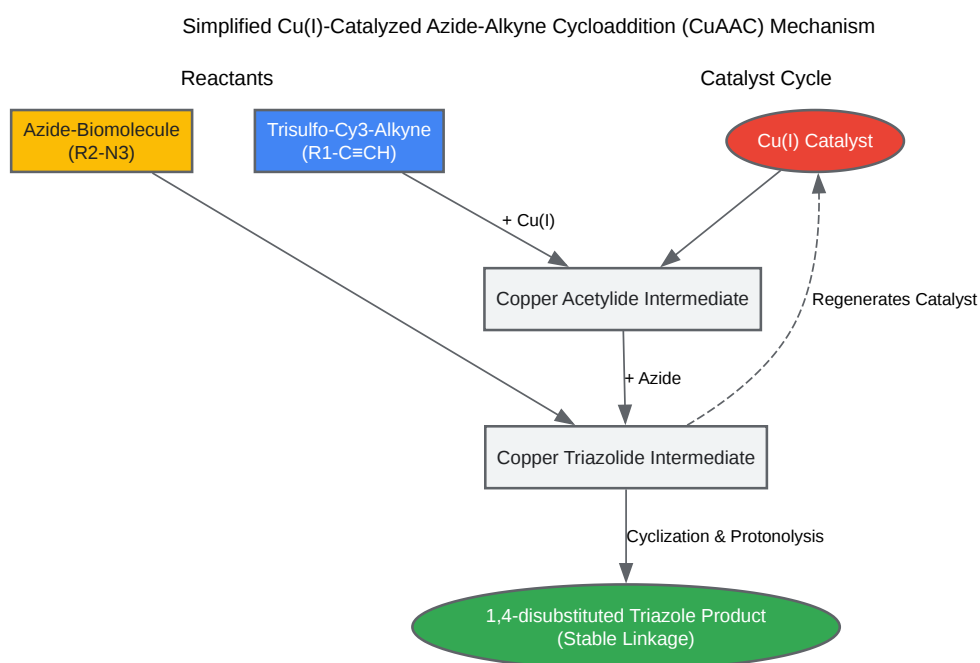 Simplified Cu(I)-Catalyzed Azide-Alkyne Cycloaddition (CuAAC) Mechanism
Reactants
Catalyst Cycle
Azide-Biomolecule
(R2-N3)
Trisulfo-Cy3-Alkyne
(R1-C≡CH)
Cu(I) Catalyst
+ Cu(I)
Copper Acetylide Intermediate
Regenerates Catalyst
+ Azide
Copper Triazolide Intermediate
Cyclization & Protonolysis
1,4-disubstituted Triazole Product
(Stable Linkage)